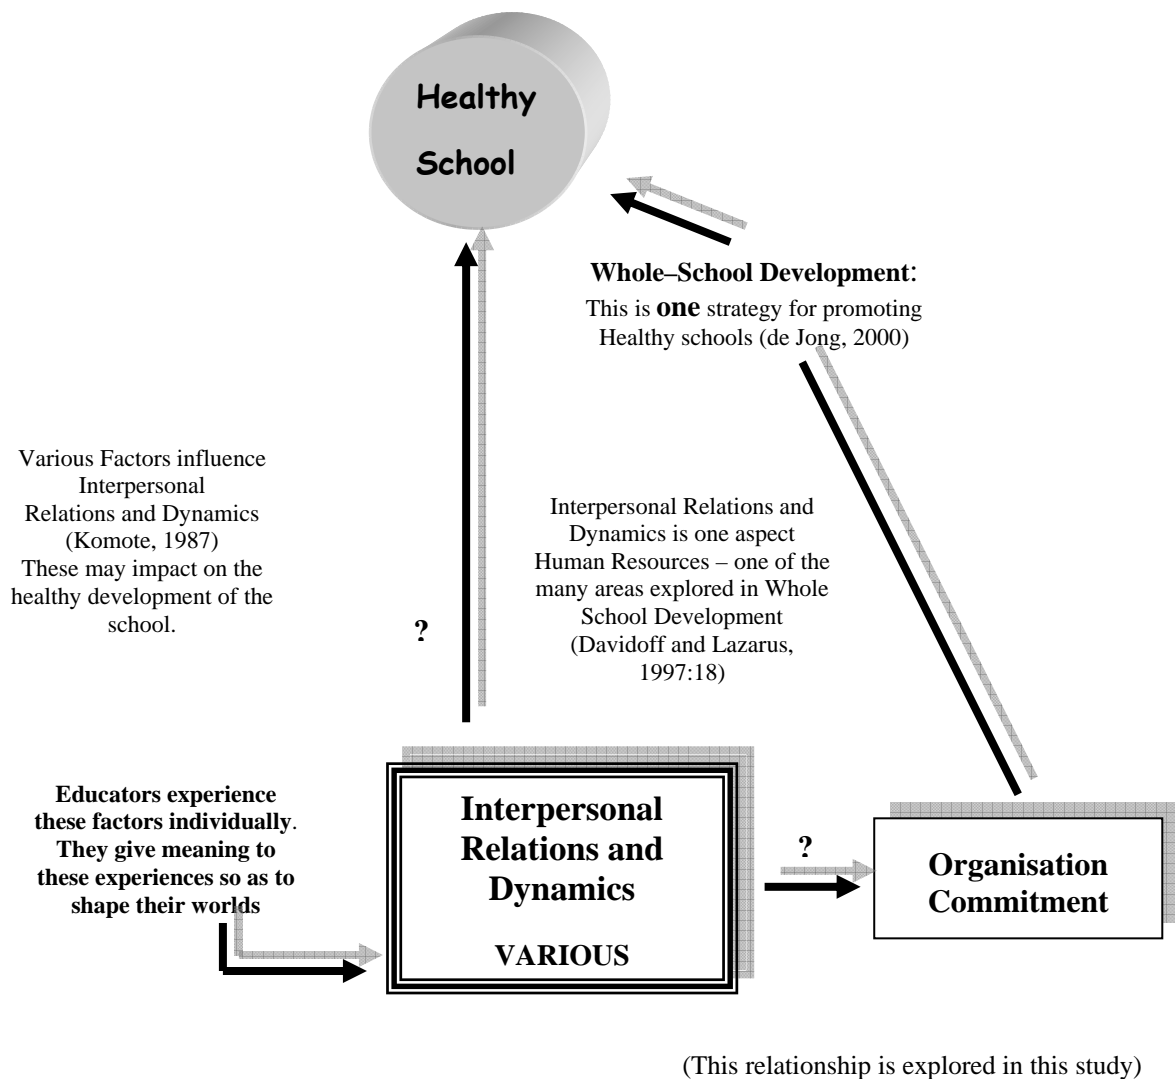 Healthy
School
Whole–School Development:
This is one strategy for promoting
Healthy schools (de Jong, 2000)
Various Factors influence
Interpersonal
Relations and Dynamics
(Komote, 1987)
These may impact on the
healthy development of the
school.
?
Interpersonal Relations and
Dynamics is one aspect
Human Resources – one of the
many areas explored in Whole
School Development
(Davidoff and Lazarus,
1997:18)
Educators experience
these factors individually.
They give meaning to
these experiences so as to
shape their worlds
Interpersonal
Relations and
Dynamics
VARIOUS
?
Organisation
Commitment
(This relationship is explored in this study)